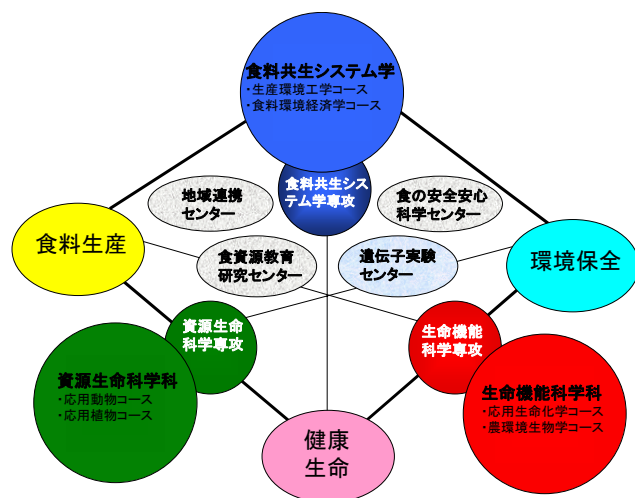 食料共生システム学
・生産環境工学コース
・食料環境経済学コース
食料共生シス
テム学専攻
地域連携
センター
食の安全安心
科学センター
食料生産
食資源教育
研究センター
遺伝子実験
センター
環境保全
資源生命
科学専攻
生命機能
科学専攻
資源生命科学科
・応用動物コース
・応用植物コース
生命機能科学科
・応用生命化学コース
・農環境生物学コース
健康
生命